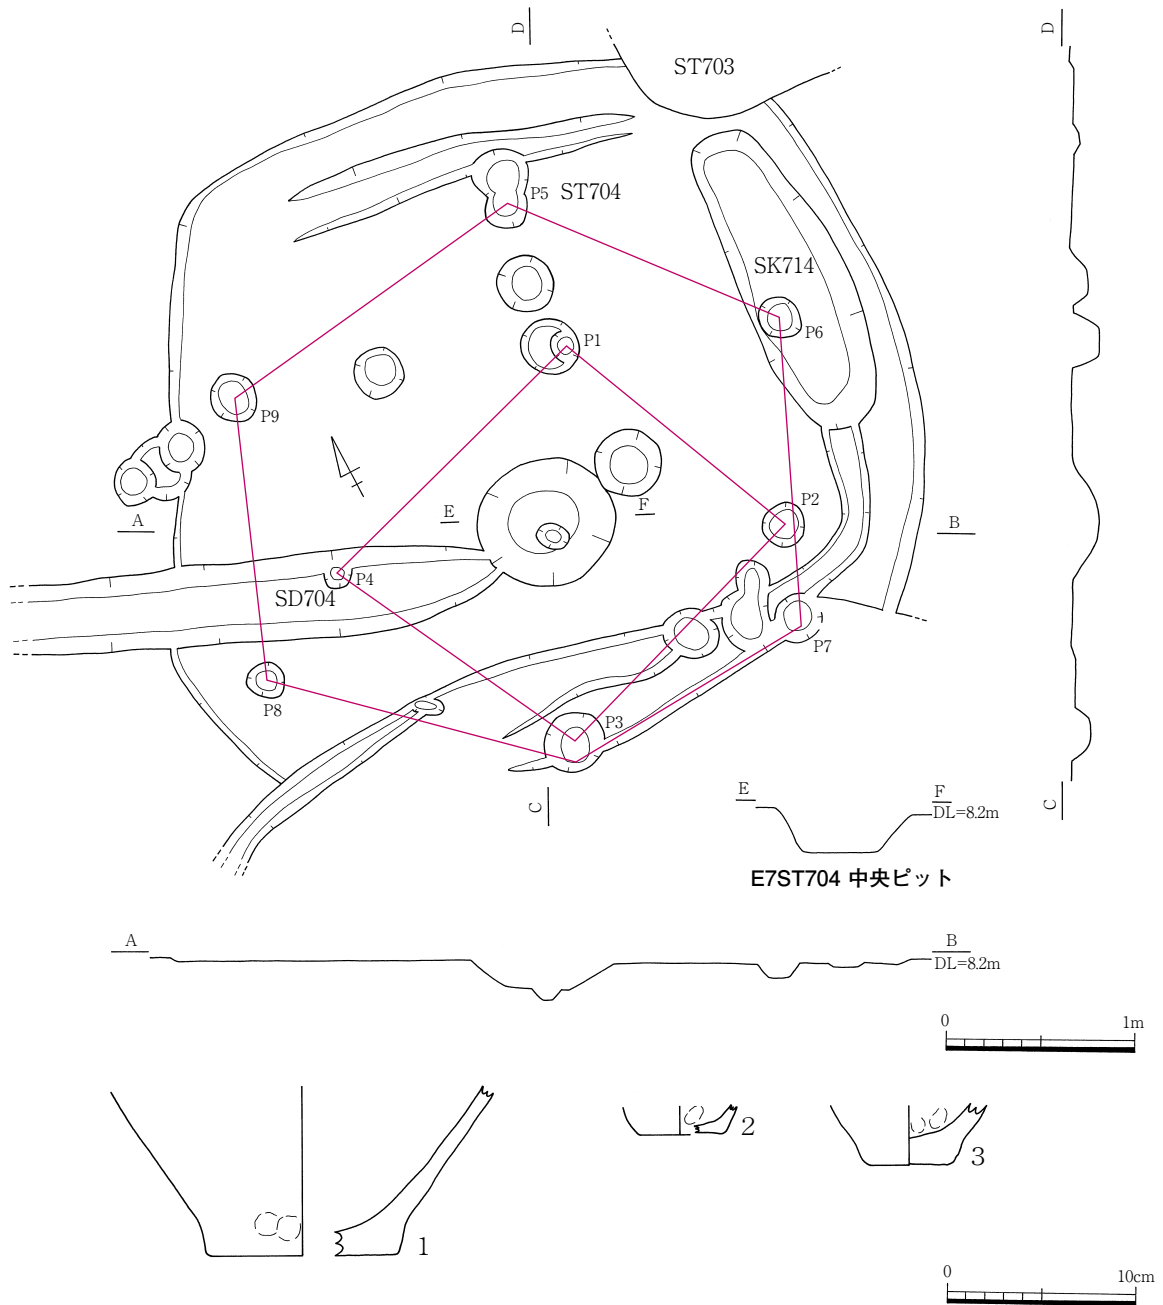 D
D
ST703
P5 ST704
SK714
P6
P1
P9
P2
A
E
F
B
P4
SD704
P7
P8
P3
C
C
E
F
DL=8.2m
E7ST704 中央ピット
A
B
DL=8.2m
0 1m
1
2
3
0 10cm